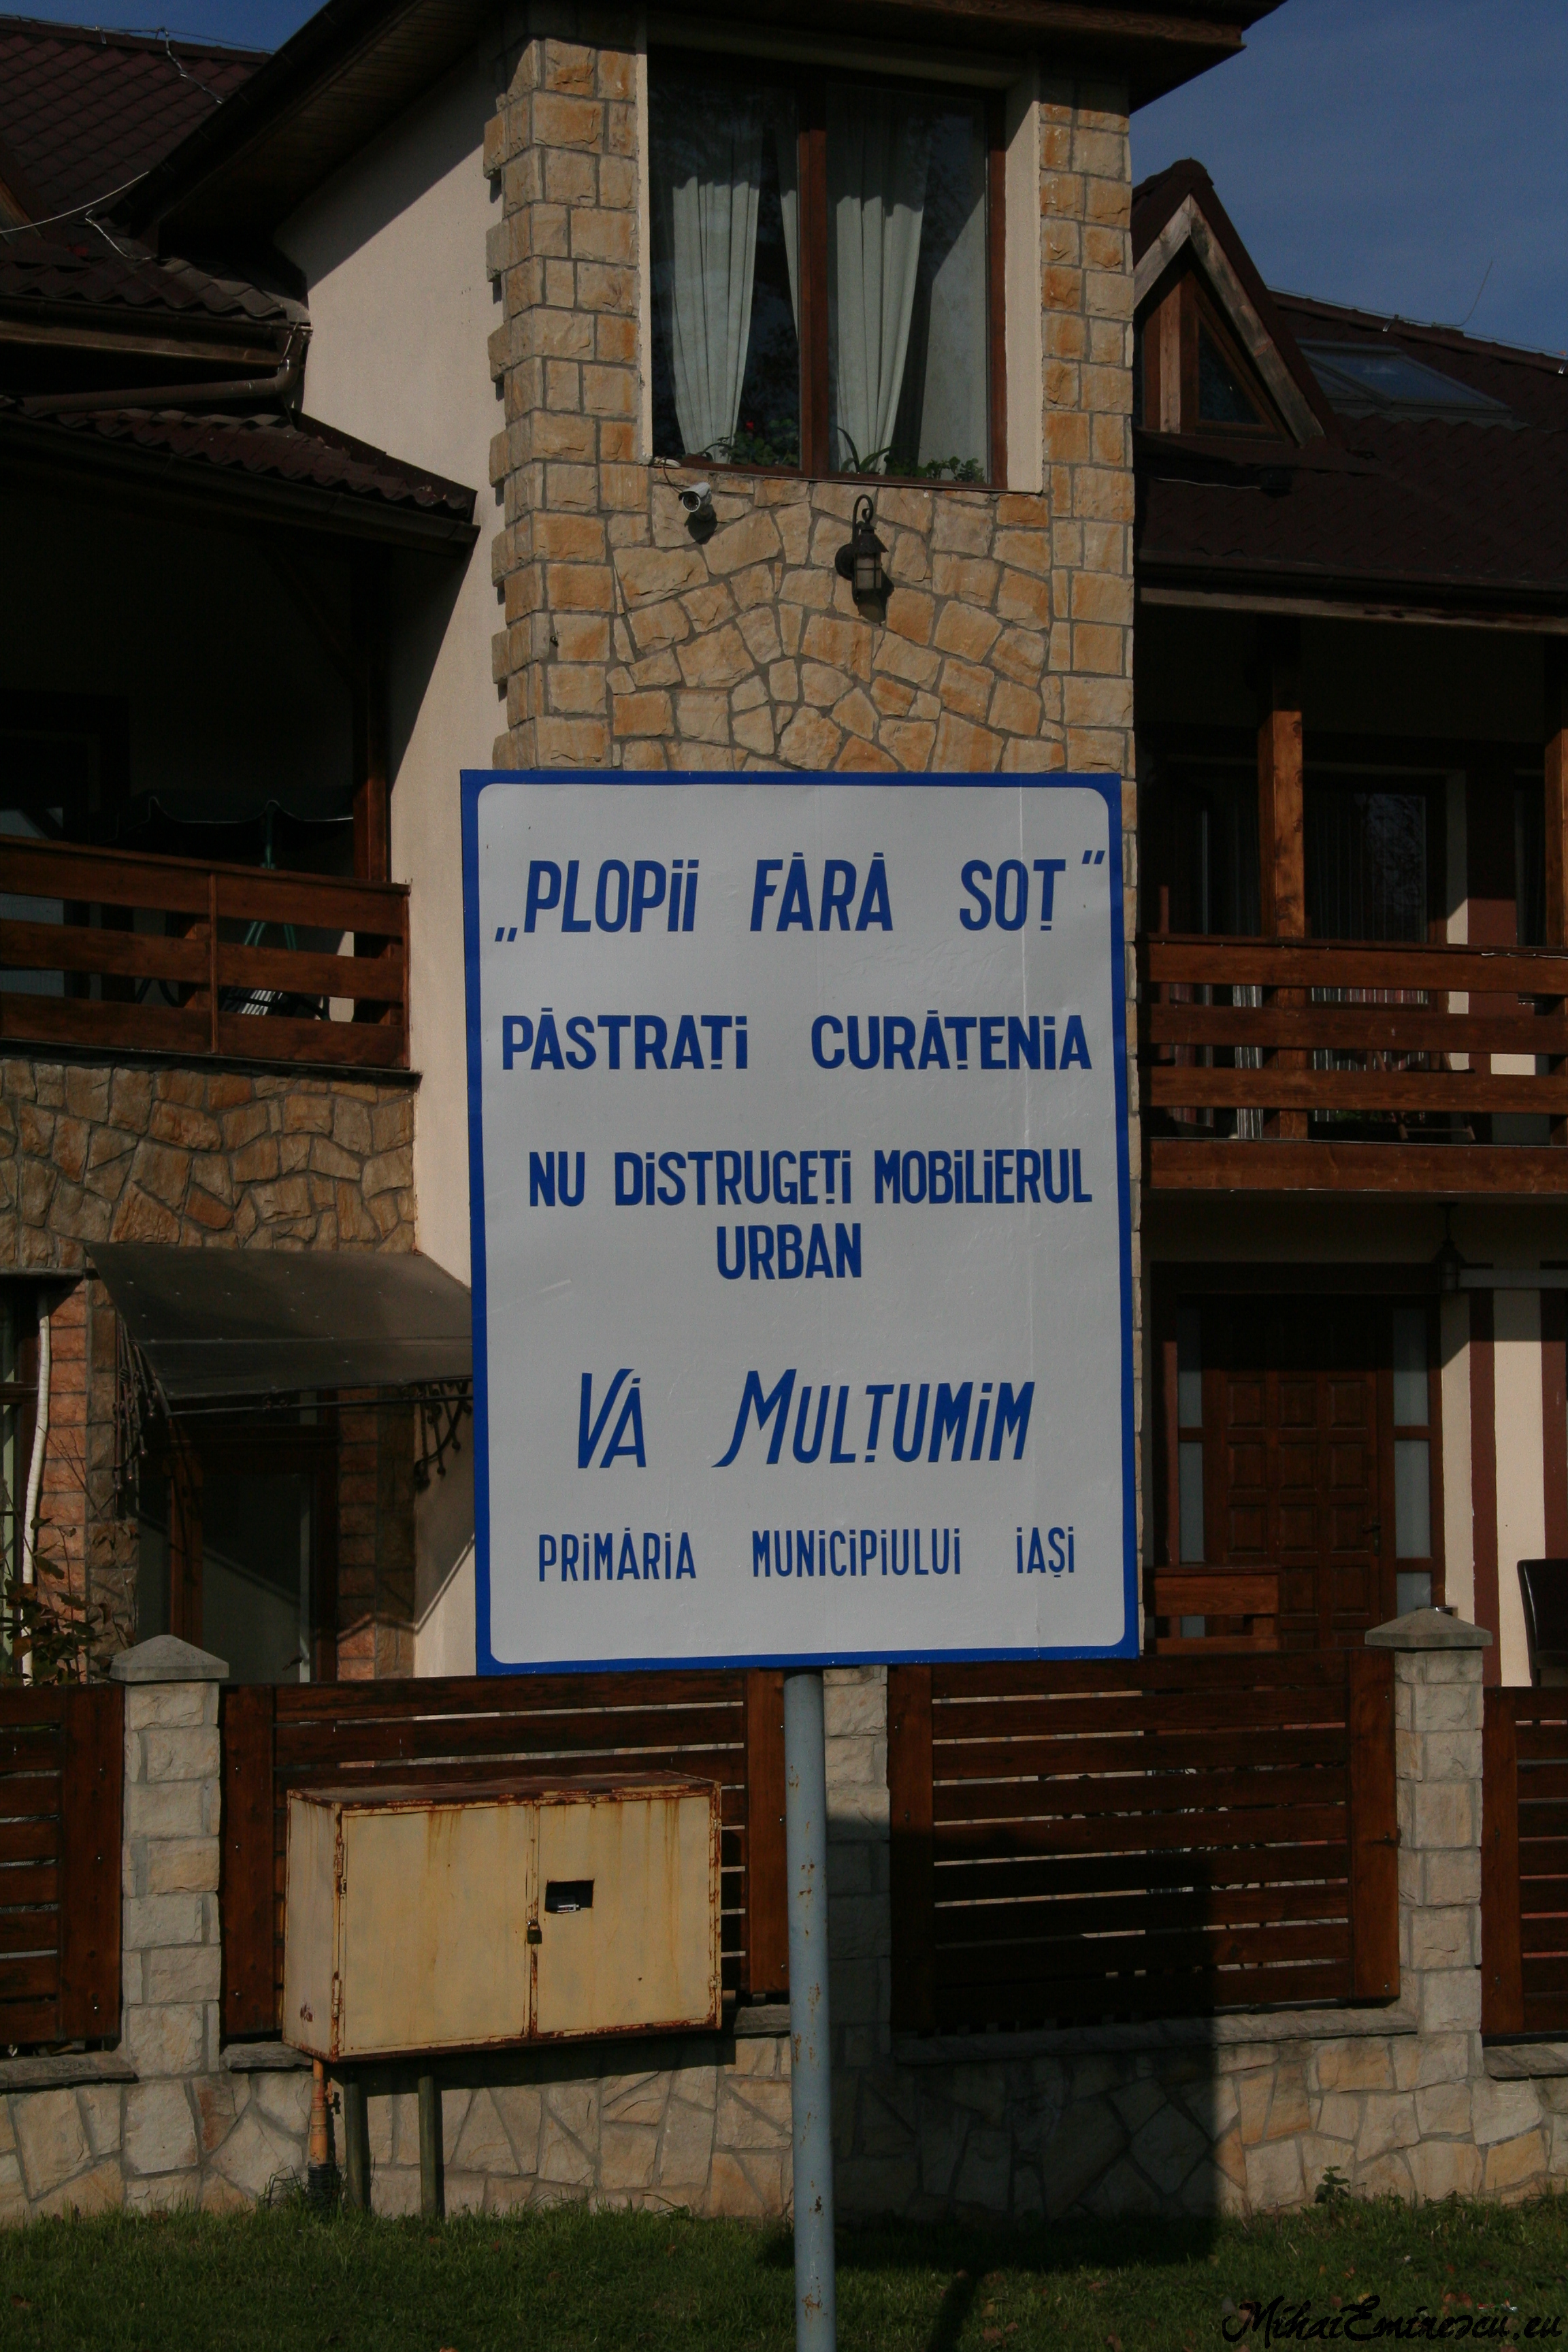 „PLOPii FĂRĂ SOȚ”
PĂSTRAȚi CURĂȚENiA
NU DiSTRUGEȚi MOBiLiERUL
URBAN
VĂ MULȚUMiM
PRiMĂRiA MUNiCiPiULUi iAȘi
MihaiEminescu.eu